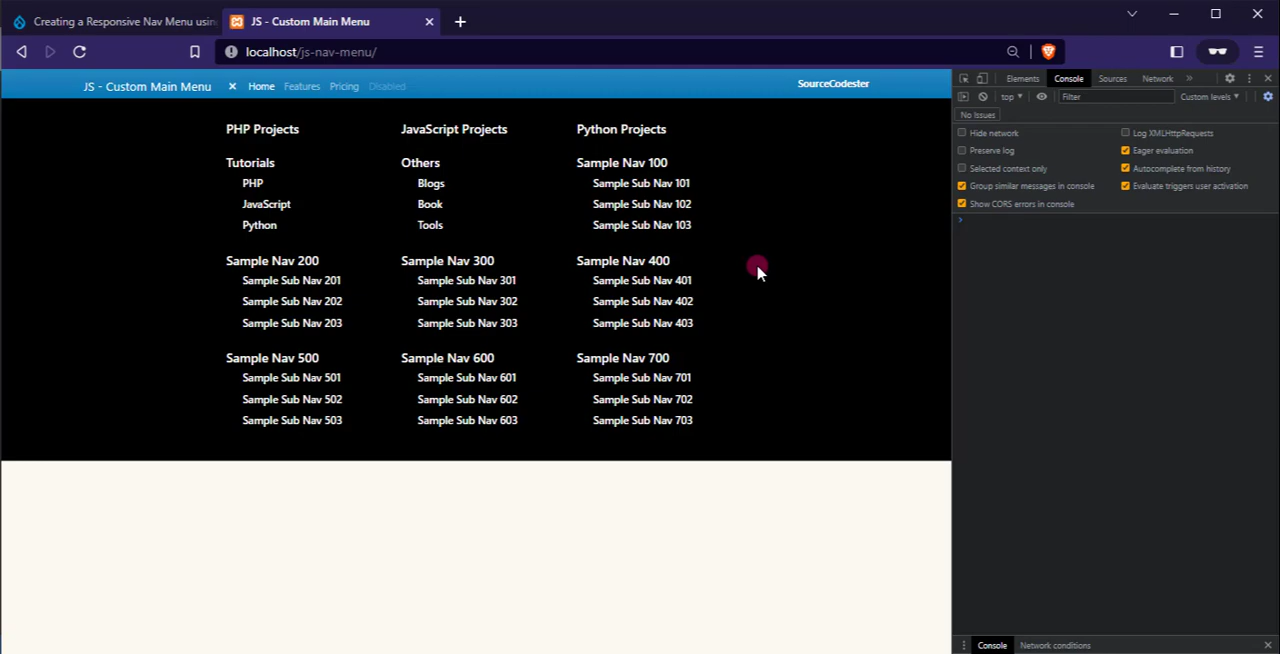 Creating a Responsive Nav Menu usin
JS - Custom Main Menu
localhost/js-nav-menu/
JS - Custom Main Menu
Home
Features
Pricing
Disabled
SourceCodester
PHP Projects
JavaScript Projects
Python Projects
Tutorials
PHP
JavaScript
Python
Others
Blogs
Book
Tools
Sample Nav 100
Sample Sub Nav 101
Sample Sub Nav 102
Sample Sub Nav 103
Sample Nav 200
Sample Sub Nav 201
Sample Sub Nav 202
Sample Sub Nav 203
Sample Nav 300
Sample Sub Nav 301
Sample Sub Nav 302
Sample Sub Nav 303
Sample Nav 400
Sample Sub Nav 401
Sample Sub Nav 402
Sample Sub Nav 403
Sample Nav 500
Sample Sub Nav 501
Sample Sub Nav 502
Sample Sub Nav 503
Sample Nav 600
Sample Sub Nav 601
Sample Sub Nav 602
Sample Sub Nav 603
Sample Nav 700
Sample Sub Nav 701
Sample Sub Nav 702
Sample Sub Nav 703
Elements
Console
Sources
Network
top
Filter
Custom levels
No Issues
Hide network
Log XMLHttpRequests
Preserve log
Eager evaluation
Selected context only
Autocomplete from history
Group similar messages in console
Evaluate triggers user activation
Show CORS errors in console
Console
Network conditions